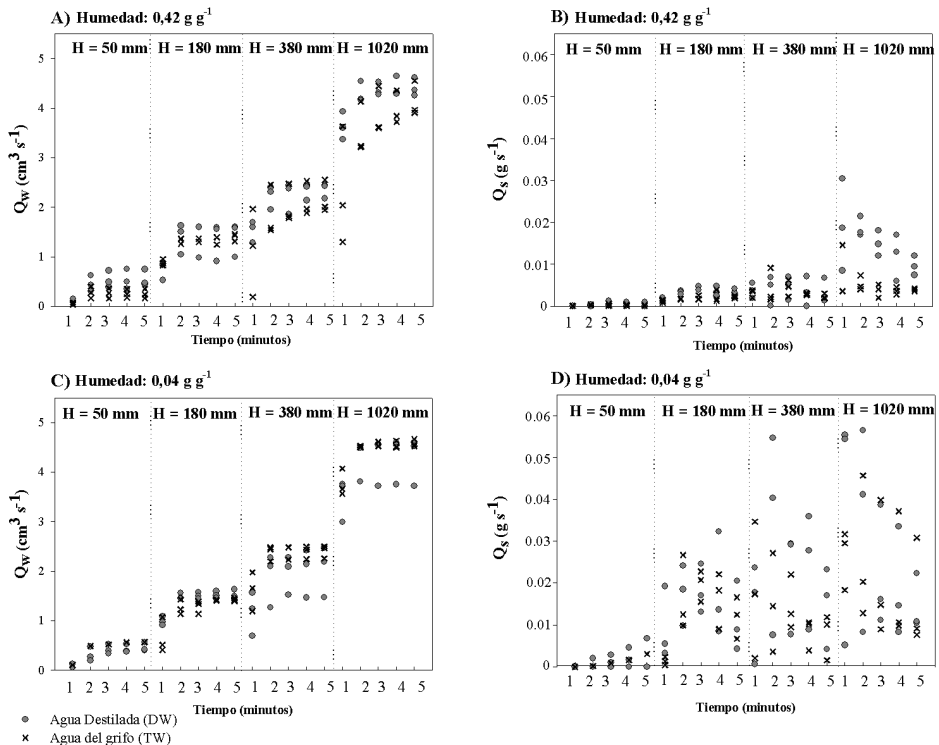 A) Humedad: 0,42 g g-1
H = 50 mm H = 180 mm H = 380 mm H = 1020 mm
5
4
3
2
1
0
QW (cm3 s-1)
1 2 3 4 5 1 2 3 4 5 1 2 3 4 5 1 2 3 4 5
Tiempo (minutos)
B) Humedad: 0,42 g g-1
H = 50 mm H = 180 mm H = 380 mm H = 1020 mm
0.06
0.05
0.04
0.03
0.02
0.01
0
QS (g s-1)
1 2 3 4 5 1 2 3 4 5 1 2 3 4 5 1 2 3 4 5
Tiempo (minutos)
C) Humedad: 0,04 g g-1
H = 50 mm H = 180 mm H = 380 mm H = 1020 mm
5
4
3
2
1
0
QW (cm3 s-1)
1 2 3 4 5 1 2 3 4 5 1 2 3 4 5 1 2 3 4 5
Tiempo (minutos)
D) Humedad: 0,04 g g-1
H = 50 mm H = 180 mm H = 380 mm H = 1020 mm
0.06
0.05
0.04
0.03
0.02
0.01
0
QS (g s-1)
1 2 3 4 5 1 2 3 4 5 1 2 3 4 5 1 2 3 4 5
Tiempo (minutos)
Agua Destilada (DW)
Agua del grifo (TW)